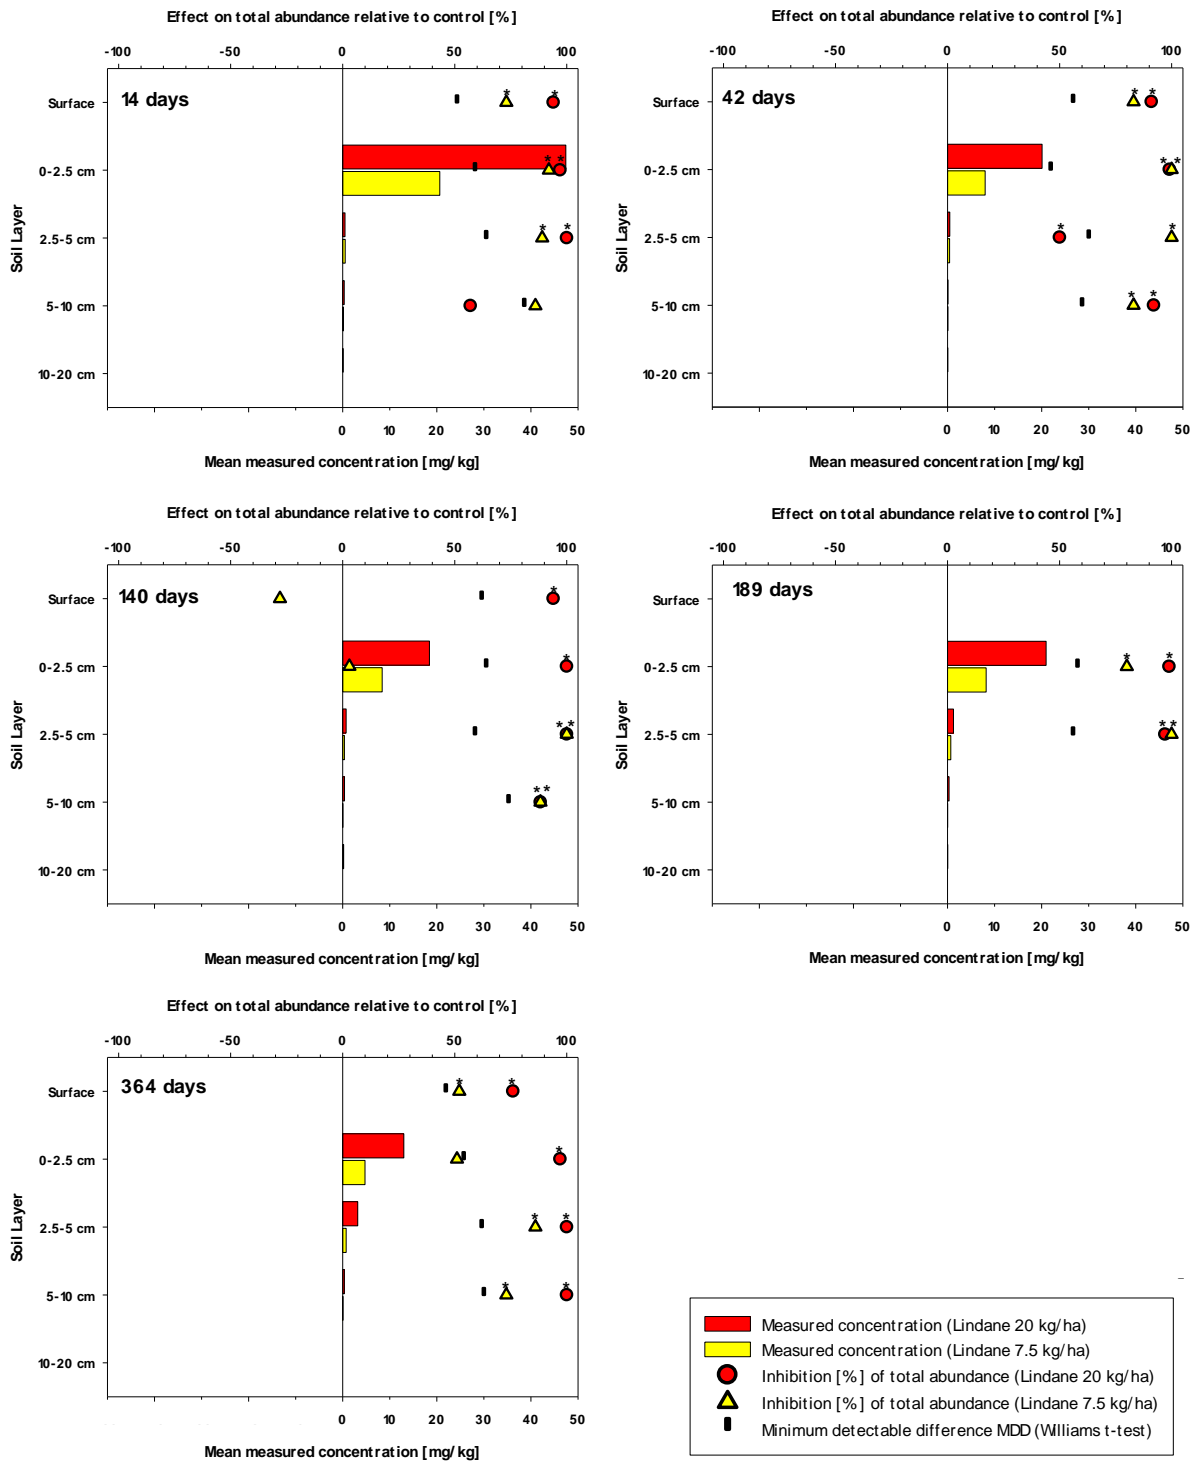 Effect on total abundance relative to control [%]
-100 -50 0 50 100
Soil Layer
14 days
Surface
0-2.5 cm
2.5-5 cm
5-10 cm
10-20 cm
* *
* *
* *
0 10 20 30 40 50
Mean measured concentration [mg/kg]
Effect on total abundance relative to control [%]
-100 -50 0 50 100
Soil Layer
42 days
Surface
0-2.5 cm
2.5-5 cm
5-10 cm
10-20 cm
* *
* *
* *
* *
0 10 20 30 40 50
Mean measured concentration [mg/kg]
Effect on total abundance relative to control [%]
-100 -50 0 50 100
Soil Layer
140 days
Surface
0-2.5 cm
2.5-5 cm
5-10 cm
10-20 cm
*
*
* *
* *
0 10 20 30 40 50
Mean measured concentration [mg/kg]
Effect on total abundance relative to control [%]
-100 -50 0 50 100
Soil Layer
189 days
Surface
0-2.5 cm
2.5-5 cm
5-10 cm
10-20 cm
* *
* *
0 10 20 30 40 50
Mean measured concentration [mg/kg]
Effect on total abundance relative to control [%]
-100 -50 0 50 100
Soil Layer
364 days
Surface
0-2.5 cm
2.5-5 cm
5-10 cm
10-20 cm
* *
*
* *
* *
0 10 20 30 40 50
Mean measured concentration [mg/kg]
Measured concentration (Lindane 20 kg/ha)
Measured concentration (Lindane 7.5 kg/ha)
Inhibition [%] of total abundance (Lindane 20 kg/ha)
Inhibition [%] of total abundance (Lindane 7.5 kg/ha)
Minimum detectable difference MDD (Williams t-test)